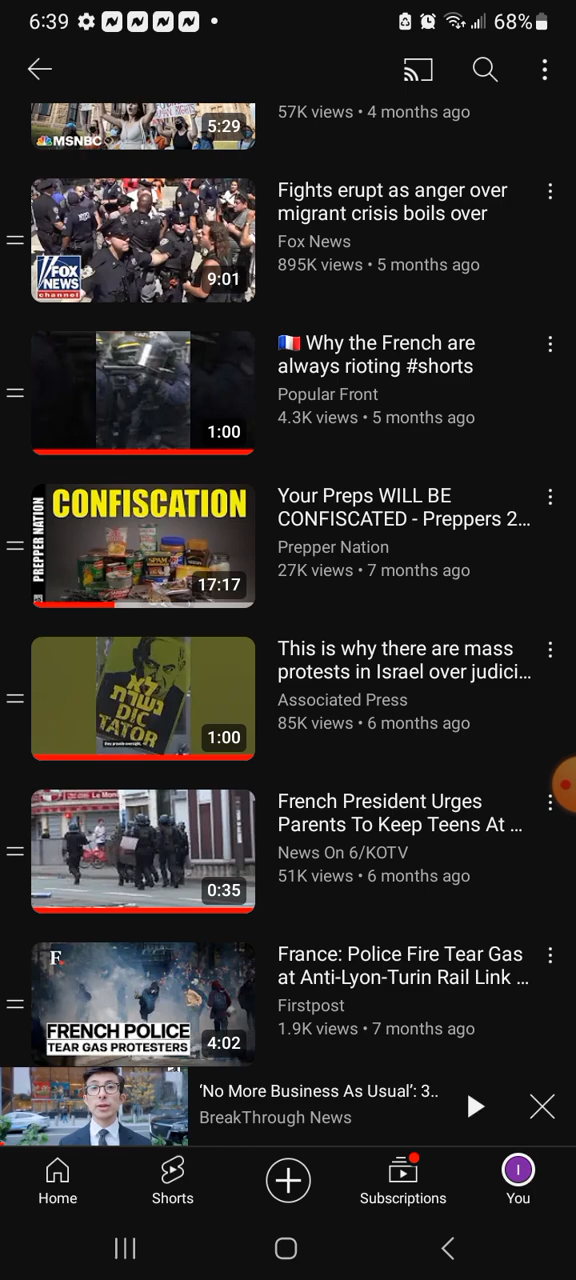 6:39
68%
5:29
MSNBC
57K views • 4 months ago
Fights erupt as anger over
migrant crisis boils over
Fox News
895K views • 5 months ago
FOX
NEWS
channel
9:01
🇫🇷 Why the French are
always rioting #shorts
Popular Front
4.3K views • 5 months ago
1:00
PREPPER NATION
CONFISCATION
SPAM
17:17
Your Preps WILL BE
CONFISCATED - Preppers 2...
Prepper Nation
27K views • 7 months ago
לא
נשרת
DIC
TATOR
1:00
This is why there are mass
protests in Israel over judici...
Associated Press
85K views • 6 months ago
0:35
French President Urges
Parents To Keep Teens At ...
News On 6/KOTV
51K views • 6 months ago
F.
FRENCH POLICE
TEAR GAS PROTESTERS
4:02
France: Police Fire Tear Gas
at Anti-Lyon-Turin Rail Link ...
Firstpost
1.9K views • 7 months ago
‘No More Business As Usual’: 3..
BreakThrough News
Home
Shorts
Subscriptions
I
You